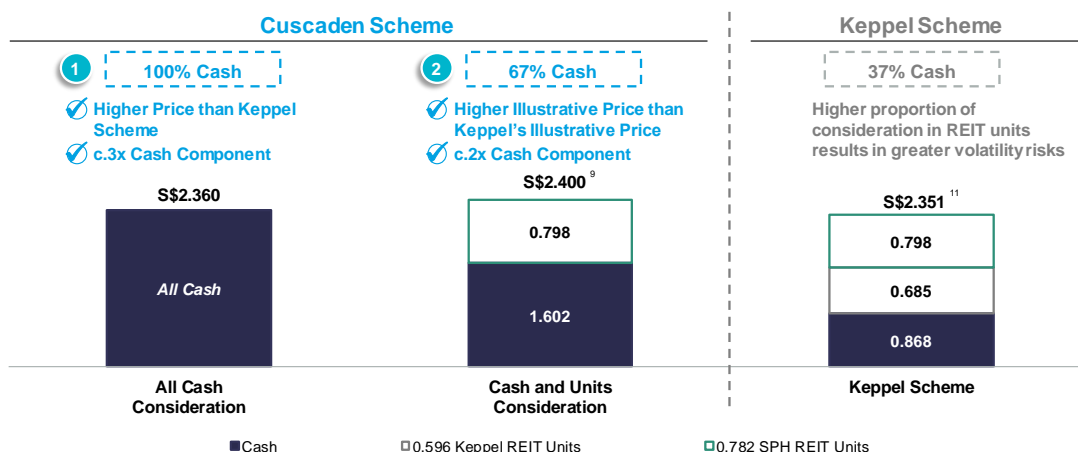 Cuscaden Scheme
Keppel Scheme
1
100% Cash
Higher Price than Keppel
Scheme
c.3x Cash Component
2
67% Cash
Higher Illustrative Price than
Keppel's Illustrative Price
c.2x Cash Component
37% Cash
Higher proportion of
consideration in REIT units
results in greater volatility risks
S$2.360
All Cash
All Cash
Consideration
S$2.400 9
0.798
1.602
Cash and Units
Consideration
S$2.351 11
0.798
0.685
0.868
Keppel Scheme
Cash
0.596 Keppel REIT Units
0.782 SPH REIT Units